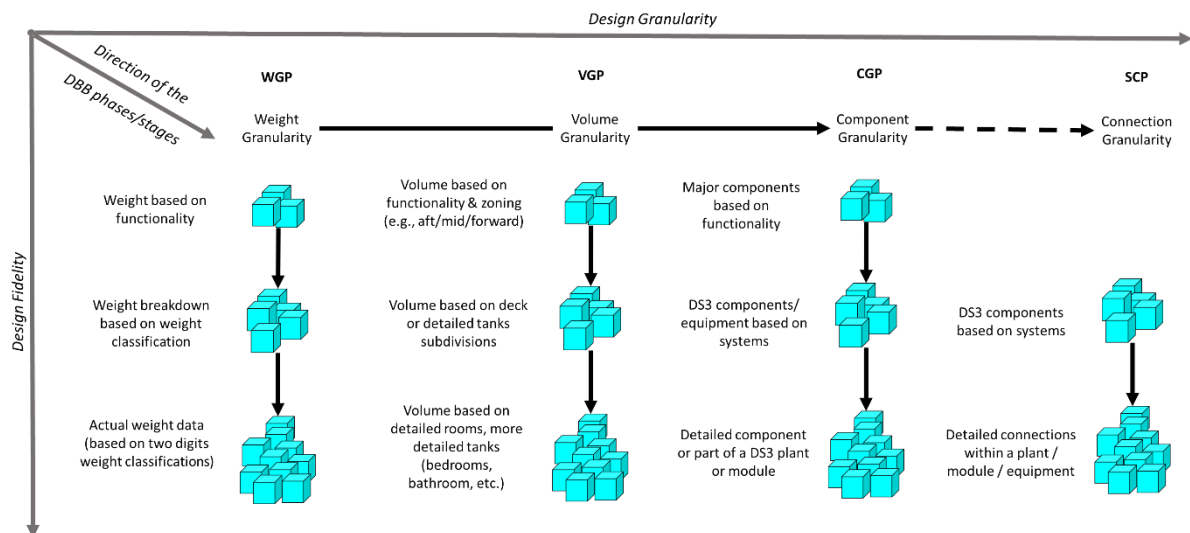 Design Granularity
Direction of the
DBB phases/stages
Design Fidelity
WGP
VGP
CGP
SCP
Weight
Granularity
Volume
Granularity
Component
Granularity
Connection
Granularity
Weight based on
functionality
Volume based on
functionality & zoning
(e.g., aft/mid/forward)
Major components
based on
functionality
Weight breakdown
based on weight
classification
Volume based on deck
or detailed tanks
subdivisions
DS3 components/
equipment based on
systems
DS3 components
based on systems
Actual weight data
(based on two digits
weight classifications)
Volume based on
detailed rooms, more
detailed tanks
(bedrooms,
bathroom, etc.)
Detailed component
or part of a DS3 plant
or module
Detailed connections
within a plant /
module / equipment